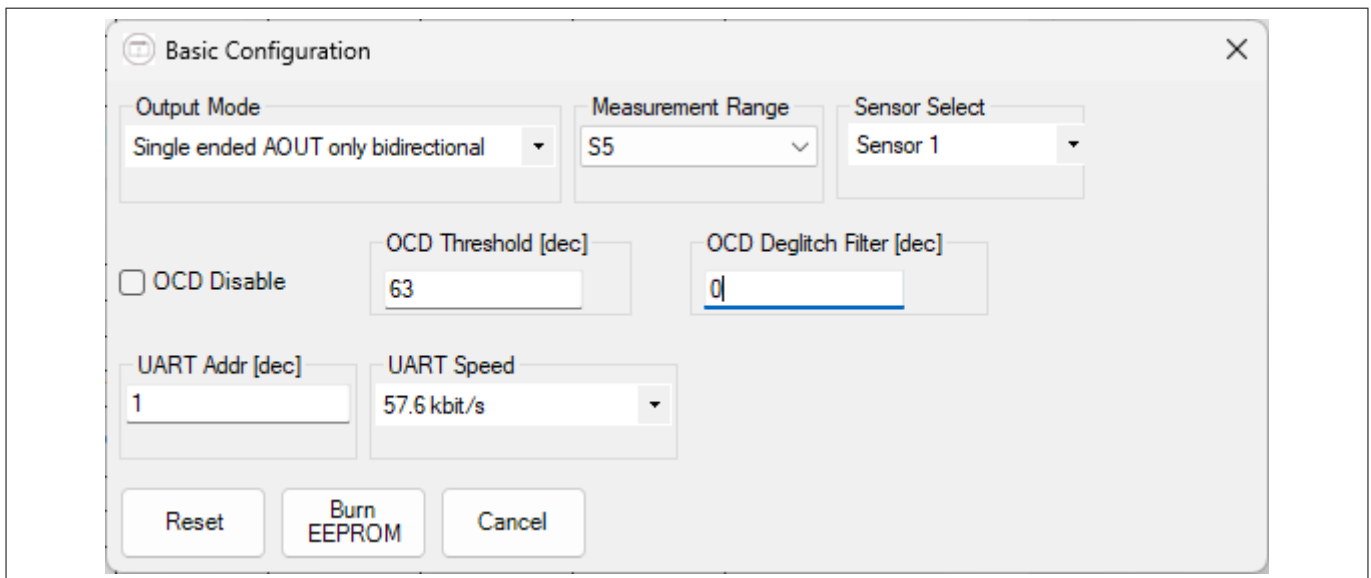 Basic Configuration
Output Mode
Measurement Range
Sensor Select
Single ended AOUT only bidirectional
S5
Sensor 1
OCD Threshold [dec]
OCD Deglitch Filter [dec]
OCD Disable
63
0
UART Addr [dec]
UART Speed
1
57.6 kbit/s
Reset
Burn
EEPROM
Cancel